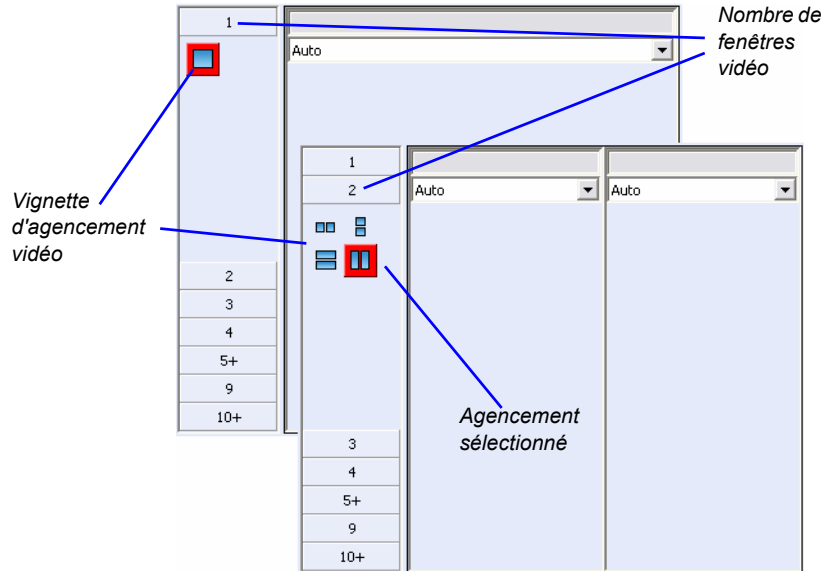 1
Auto
Nombre de
fenêtres
vidéo
Vignette
d'agencement
vidéo
2
3
4
5+
9
10+
1
2
Auto
Auto
Agencement
sélectionné
3
4
5+
9
10+